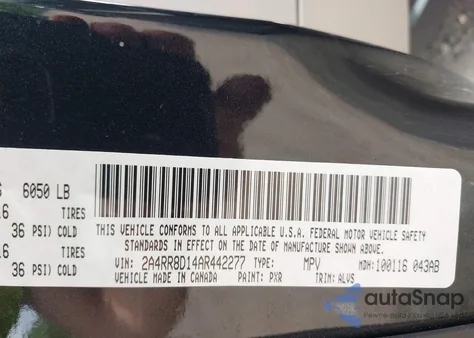 6050 LB
16 TIRES
36 PSI) COLD
16 TIRES
36 PSI) COLD
THIS VEHICLE CONFORMS TO ALL APPLICABLE U.S.A. FEDERAL MOTOR VEHICLE SAFETY
STANDARDS IN EFFECT ON THE DATE OF MANUFACTURE SHOWN ABOVE.
VIN: 2A4RR8D14AR442277 TYPE: MPV MDH: 100116 043AB
VEHICLE MADE IN CANADA PAINT: PXR TRIM: ALVS
autoSnap